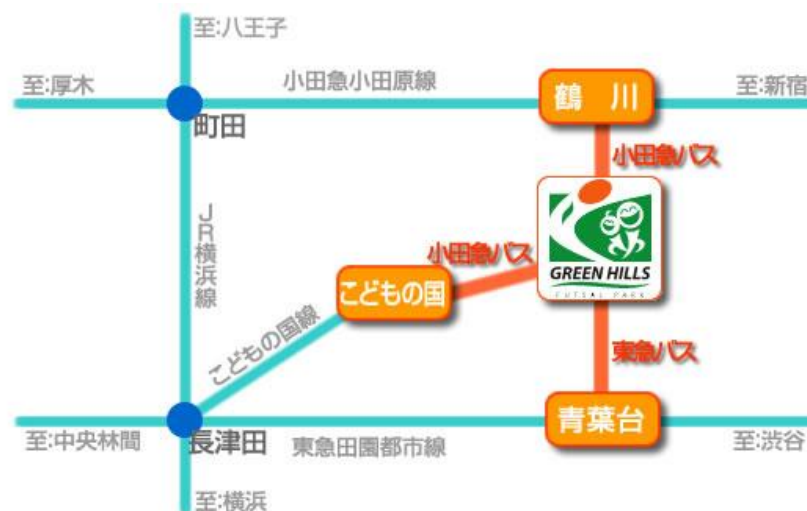 至:八王子
至:厚木
小田急小田原線
鶴 川
至:新宿
町田
小田急バス
JR横浜線
小田急バス
GREEN HILLS
FUTSAL PARK
こどもの国
こどもの国線
東急バス
青葉台
至:中央林間
長津田
東急田園都市線
至:渋谷
至:横浜